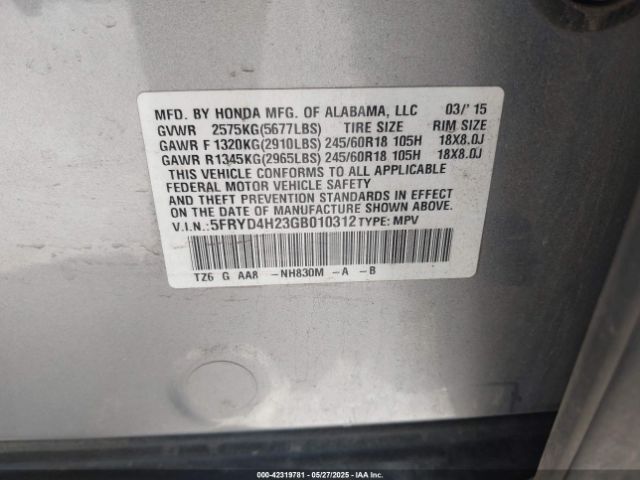 MFD. BY HONDA MFG. OF ALABAMA, LLC 03/'15
GVWR 2575KG(5677LBS) TIRE SIZE RIM SIZE
GAWR F 1320KG(2910LBS) 245/60R18 105H 18X8.0J
GAWR R1345KG(2965LBS) 245/60R18 105H 18X8.0J
THIS VEHICLE CONFORMS TO ALL APPLICABLE
FEDERAL MOTOR VEHICLE SAFETY
AND THEFT PREVENTION STANDARDS IN EFFECT
ON THE DATE OF MANUFACTURE SHOWN ABOVE.
V.I.N.:5FRYD4H23GB010312 TYPE: MPV
TZ6 G AA8 -NH830M -A -B
000-42319781 - 05/27/2025 - IAAI.com